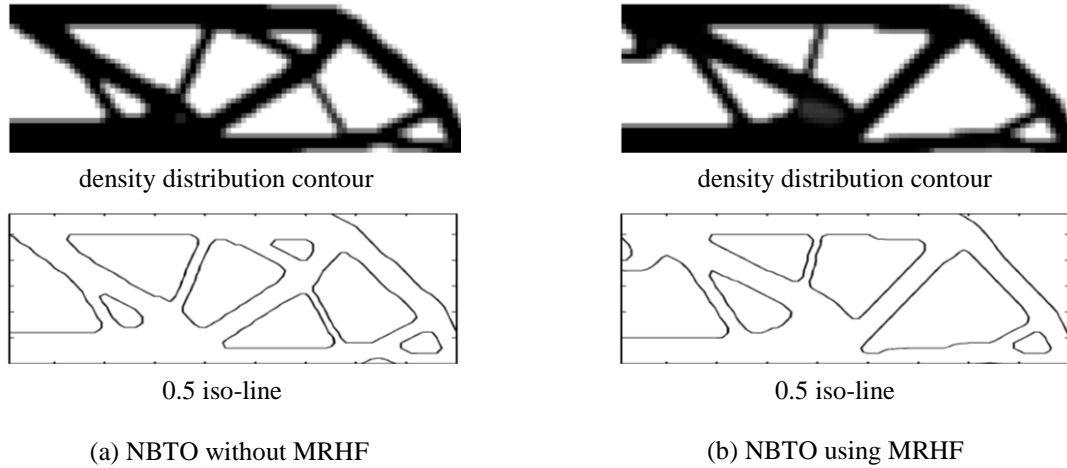 density distribution contour
density distribution contour
0.5 iso-line
0.5 iso-line
(a) NBTO without MRHF
(b) NBTO using MRHF